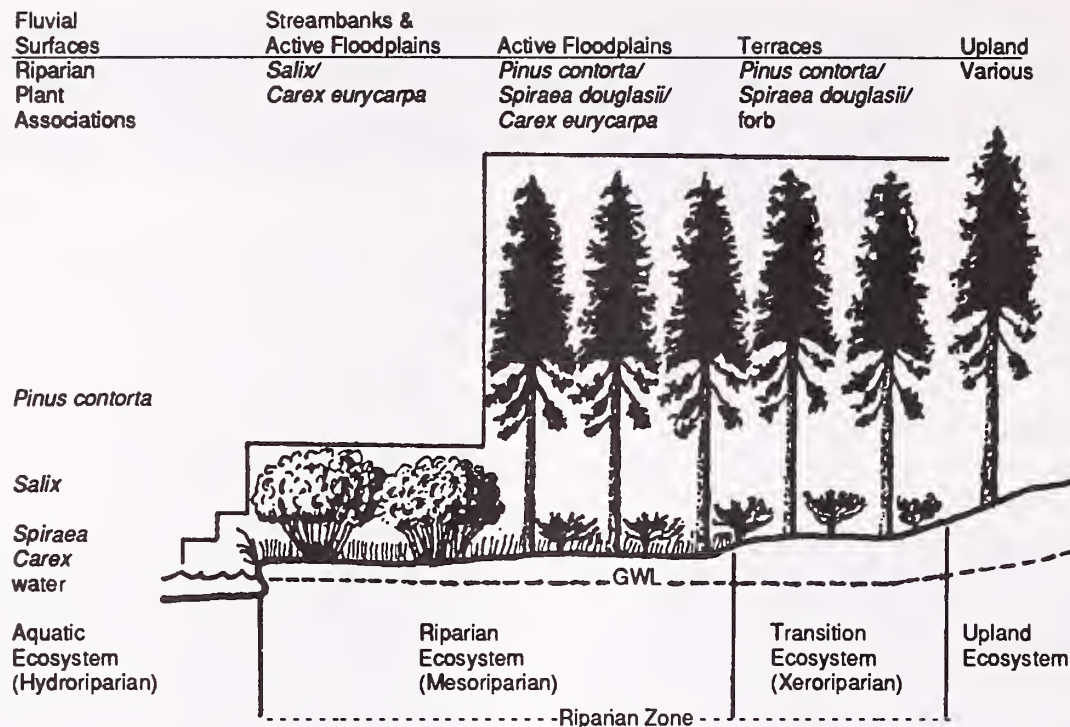 Fluvial
Surfaces
Streambanks &
Active Floodplains
Active Floodplains
Terraces
Upland
Riparian
Plant
Associations
Salix/
Carex eurycarpa
Pinus contorta/
Spiraea douglasii/
Carex eurycarpa
Pinus contorta/
Spiraea douglasii/
forb
Various
Pinus contorta
Salix
Spiraea
Carex
water
GWL
Aquatic
Ecosystem
(Hydroriparian)
Riparian
Ecosystem
(Mesoriparian)
Transition
Ecosystem
(Xeroriparian)
Upland
Ecosystem
Riparian Zone